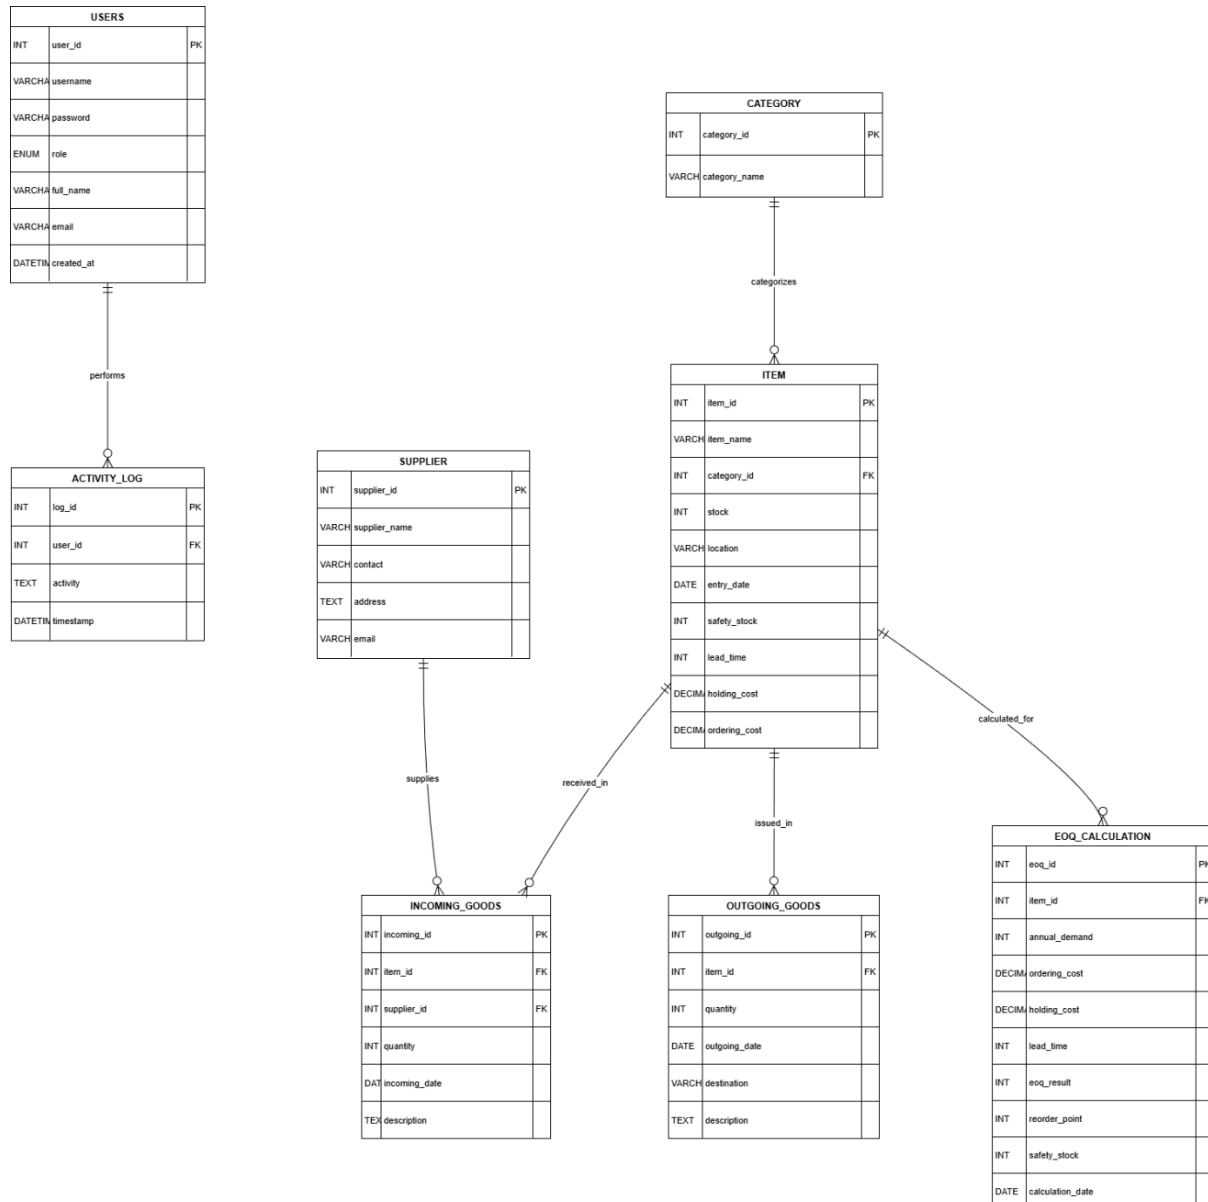 USERS
INT user_id PK
VARCHA username
VARCHA password
ENUM role
VARCHA full_name
VARCHA email
DATETIM created_at
performs
ACTIVITY_LOG
INT log_id PK
INT user_id FK
TEXT activity
DATETIM timestamp
CATEGORY
INT category_id PK
VARCH category_name
categorizes
ITEM
INT item_id PK
VARCH item_name
INT category_id FK
INT stock
VARCH location
DATE entry_date
INT safety_stock
INT lead_time
DECIMA holding_cost
DECIMA ordering_cost
SUPPLIER
INT supplier_id PK
VARCH supplier_name
VARCH contact
TEXT address
VARCH email
supplies
received_in
issued_in
calculated_for
INCOMING_GOODS
INT incoming_id PK
INT item_id FK
INT supplier_id FK
INT quantity
DAT incoming_date
TEX description
OUTGOING_GOODS
INT outgoing_id PK
INT item_id FK
INT quantity
DATE outgoing_date
VARCH destination
TEXT description
EOQ_CALCULATION
INT eoq_id PK
INT item_id FK
INT annual_demand
DECIMA ordering_cost
DECIMA holding_cost
INT lead_time
INT eoq_result
INT reorder_point
INT safety_stock
DATE calculation_date